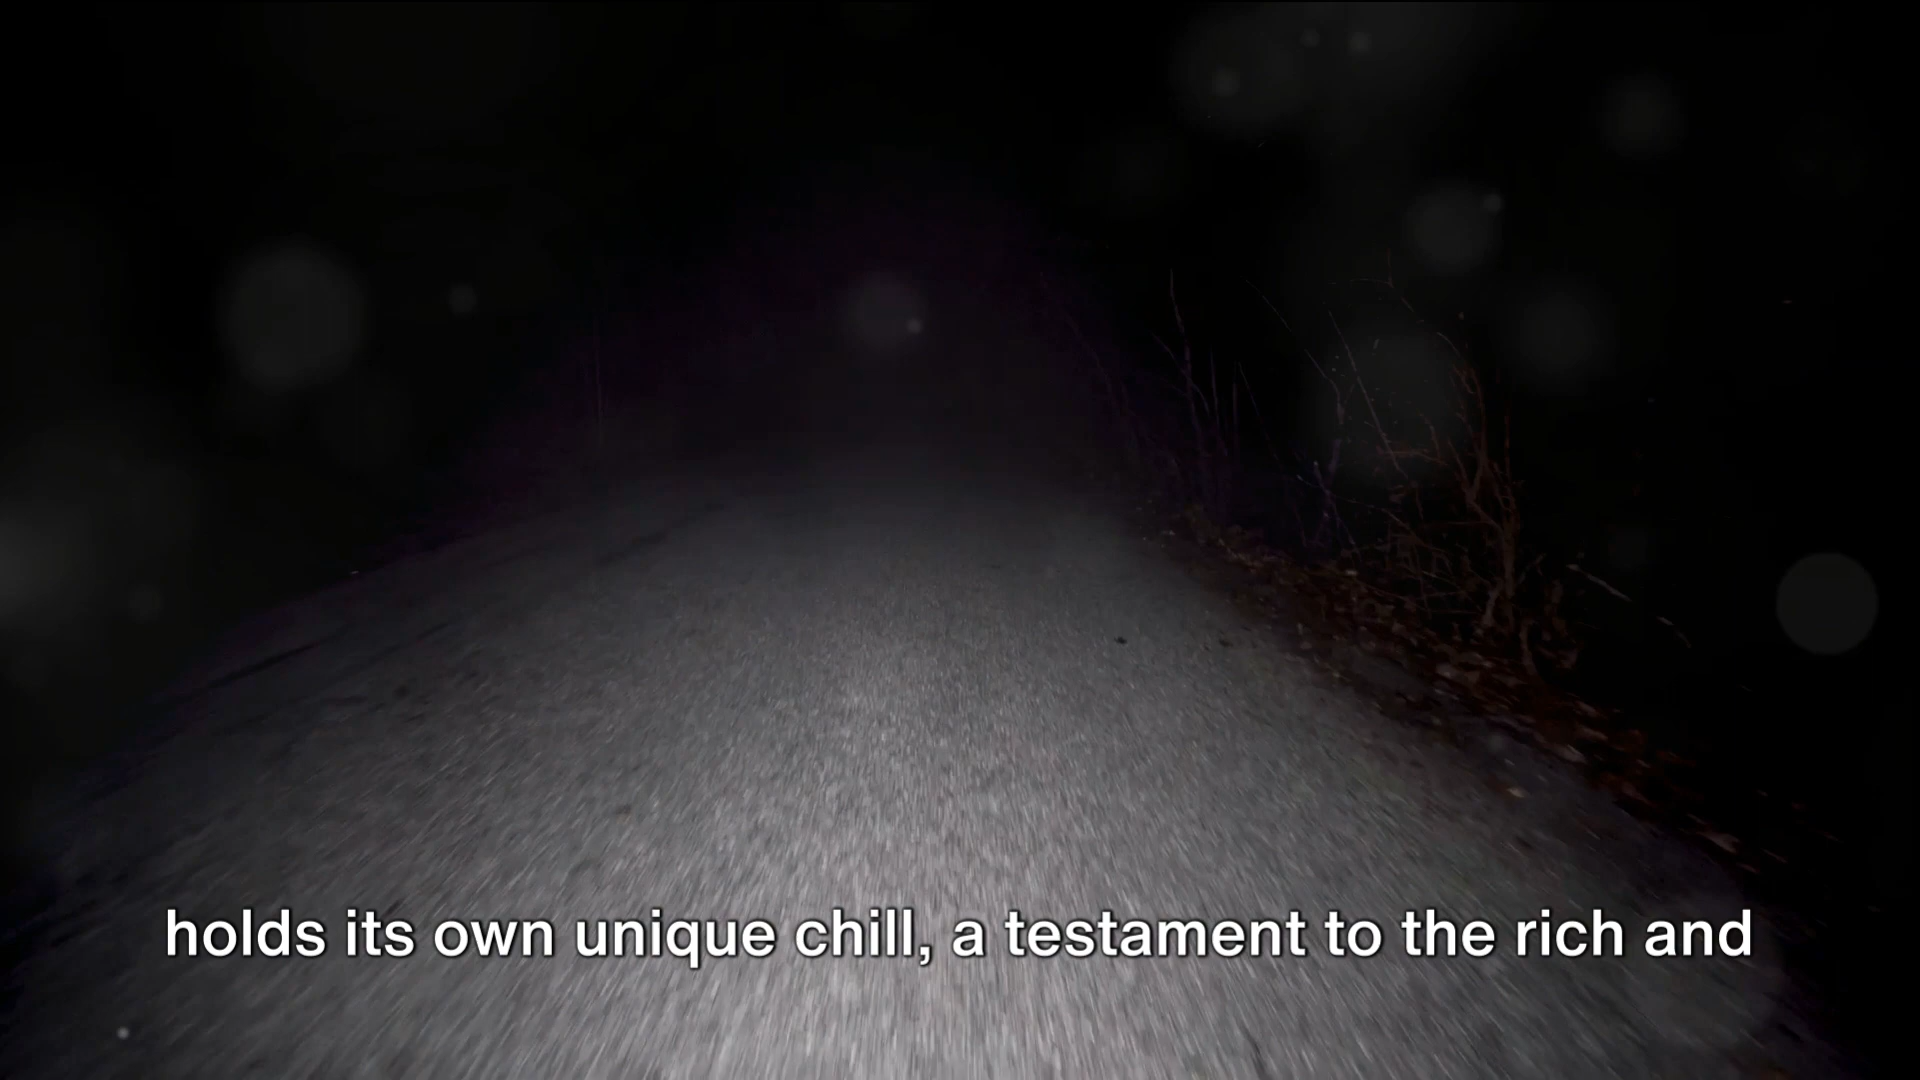 holds its own unique chill, a testament to the rich and